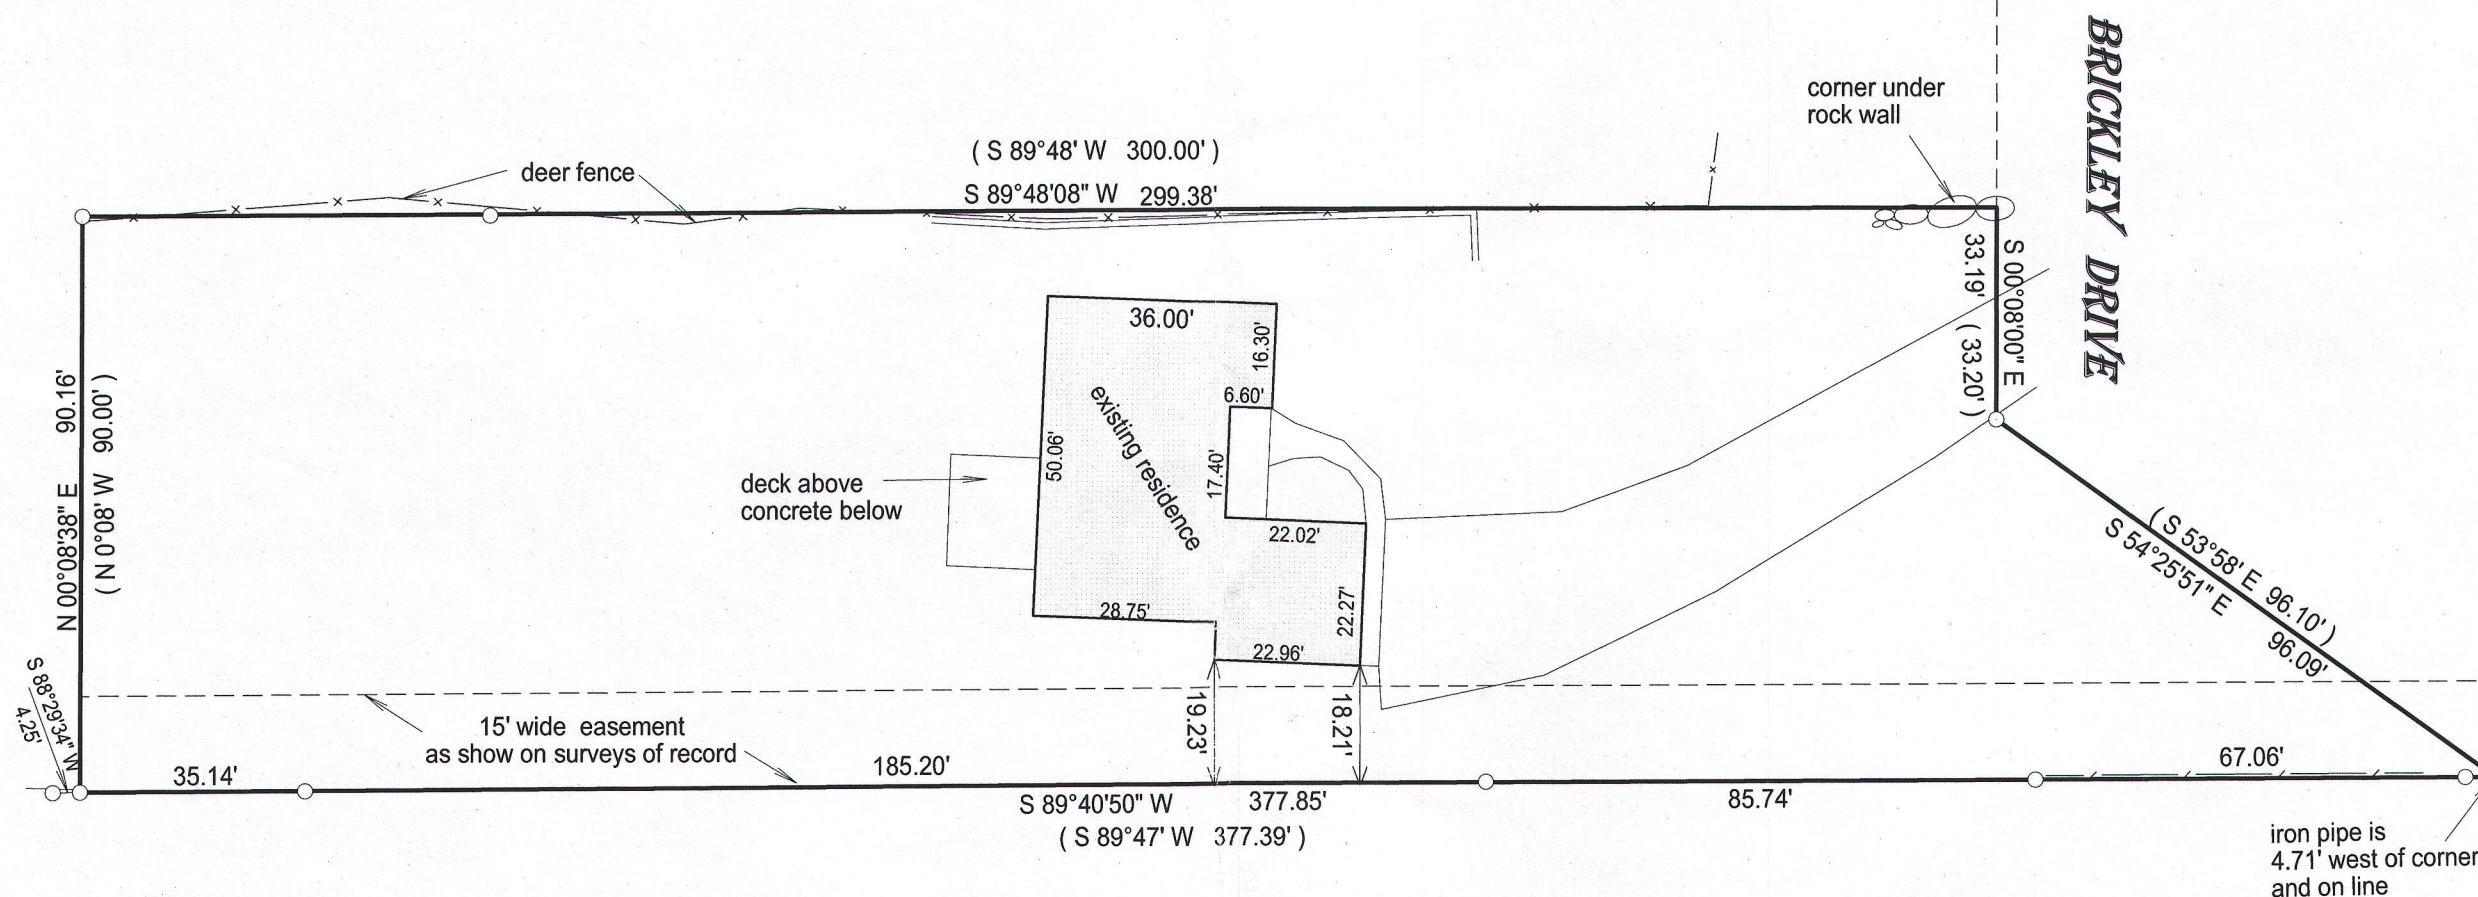 BRICKLEY DRIVE
corner under
rock wall
( S 89°48' W 300.00' )
deer fence
S 89°48'08" W 299.38'
S 00°08'00" E
33.19' ( 33.20' )
36.00'
16.30'
6.60'
existing residence
50.06'
17.40'
22.02'
deck above
concrete below
28.75'
22.27'
22.96'
N 00°08'38" E 90.16'
( N 0°08' W 90.00' )
( S 53°58' E 96.10' )
S 54°25'51" E 96.09'
S 88°29'34" W
4.25'
19.23'
18.21'
15' wide easement
as show on surveys of record
35.14'
185.20'
67.06'
S 89°40'50" W 377.85'
85.74'
( S 89°47' W 377.39' )
iron pipe is
4.71' west of corner
and on line